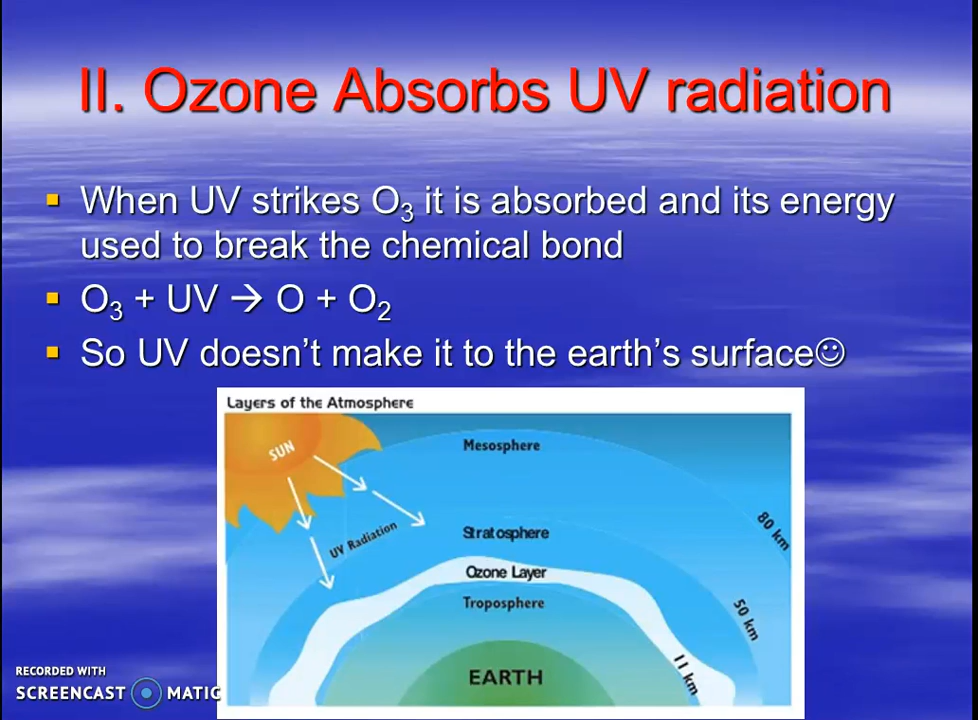 II. Ozone Absorbs UV radiation
▪ When UV strikes O₃ it is absorbed and its energy
used to break the chemical bond
▪ O₃ + UV → O + O₂
▪ So UV doesn’t make it to the earth’s surface☺
Layers of the Atmosphere
SUN
Mesosphere
UV Radiation
Stratosphere
80 km
Ozone Layer
Troposphere
50 km
EARTH
11 km
RECORDED WITH
SCREENCAST MATIC